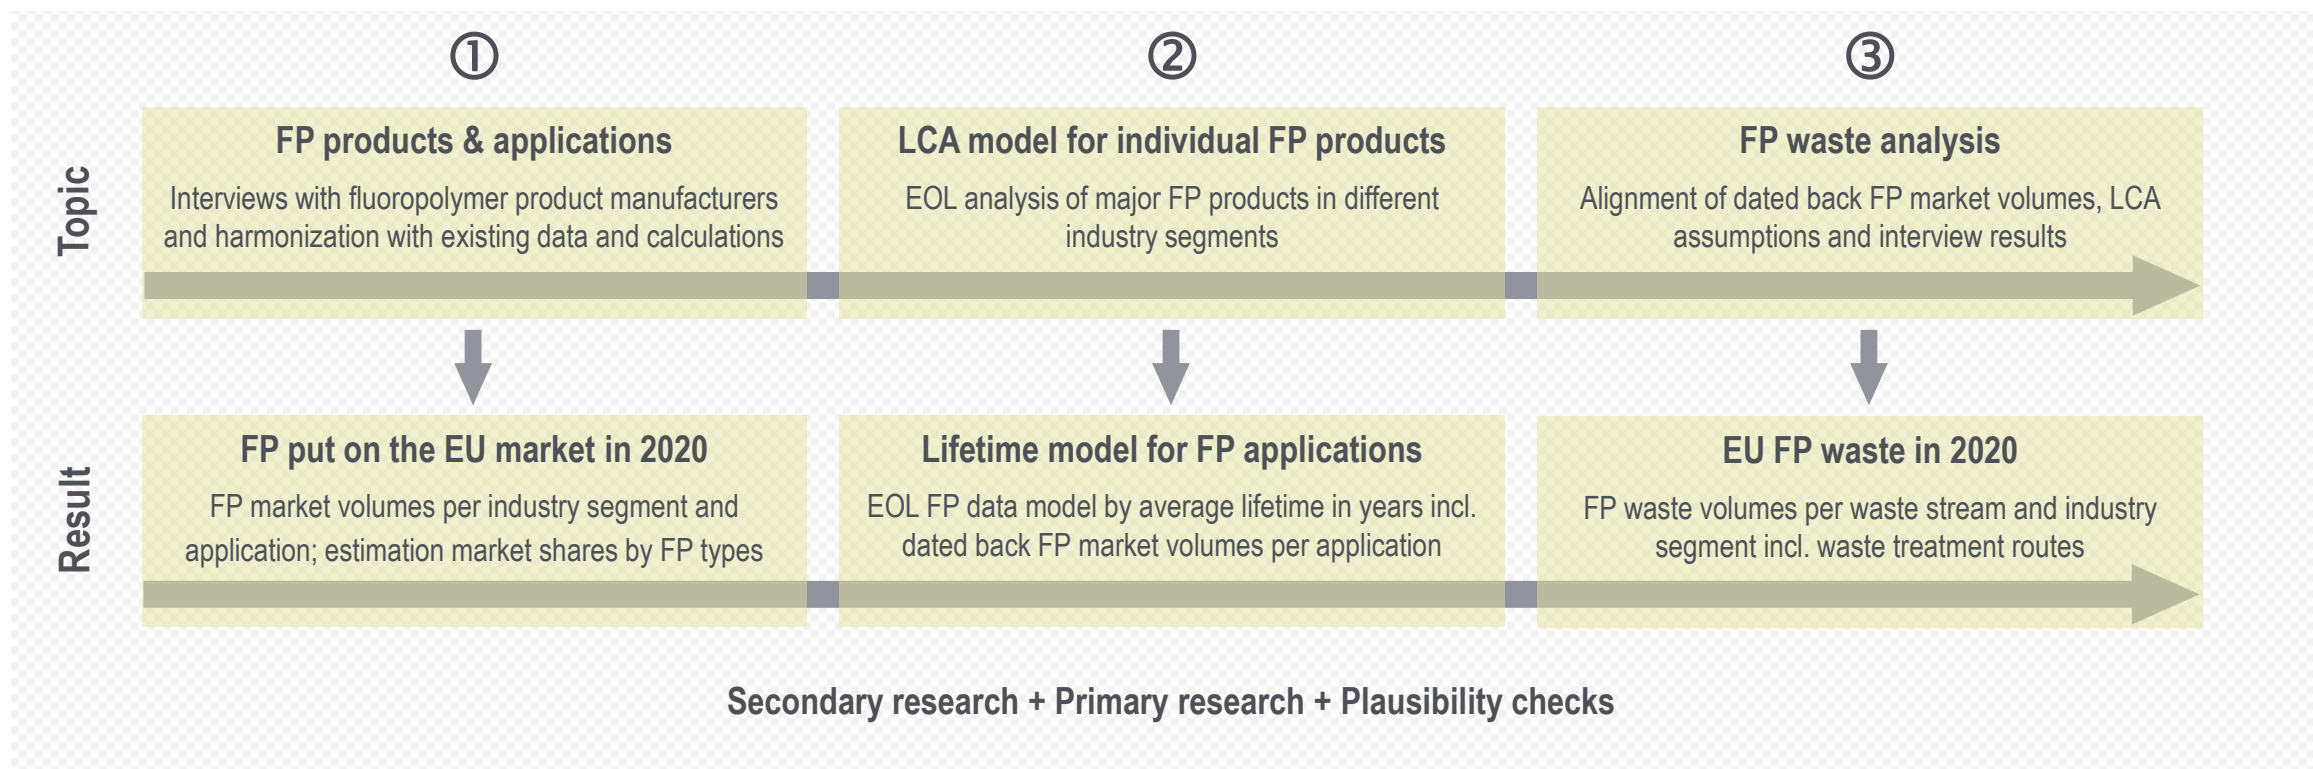 ①
②
③
Topic
FP products & applications
Interviews with fluoropolymer product manufacturers
and harmonization with existing data and calculations
LCA model for individual FP products
EOL analysis of major FP products in different
industry segments
FP waste analysis
Alignment of dated back FP market volumes, LCA
assumptions and interview results
Result
FP put on the EU market in 2020
FP market volumes per industry segment and
application; estimation market shares by FP types
Lifetime model for FP applications
EOL FP data model by average lifetime in years incl.
dated back FP market volumes per application
EU FP waste in 2020
FP waste volumes per waste stream and industry
segment incl. waste treatment routes
Secondary research + Primary research + Plausibility checks